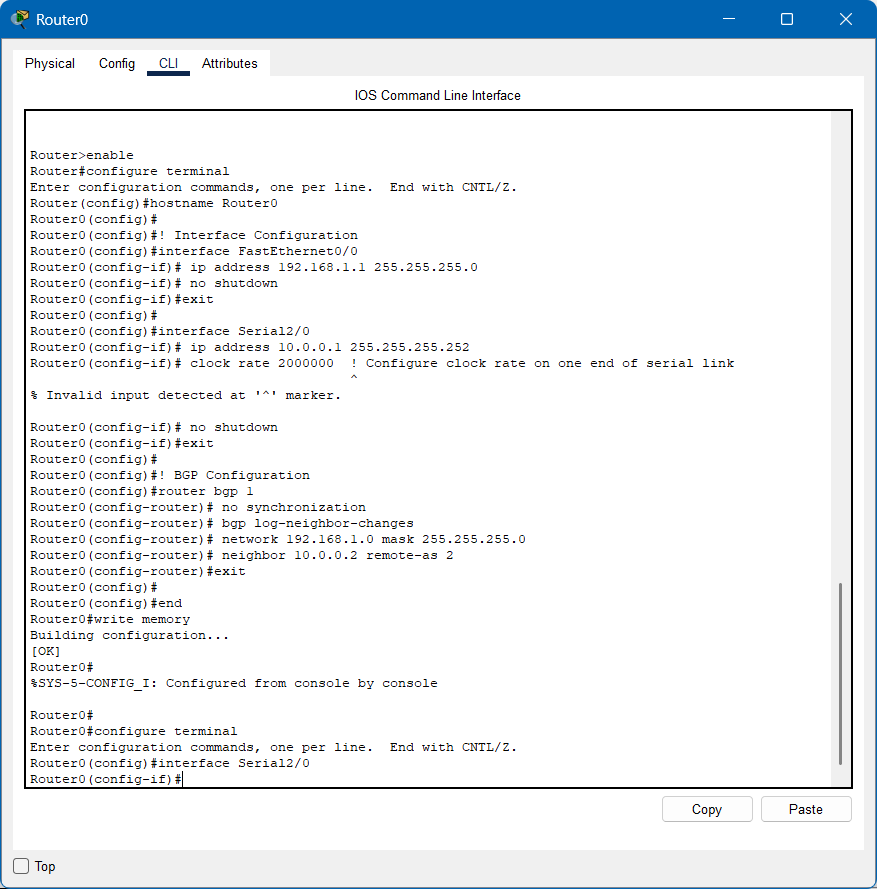 Router0
Physical Config CLI Attributes
IOS Command Line Interface
Router>enable
Router#configure terminal
Enter configuration commands, one per line.  End with CNTL/Z.
Router(config)#hostname Router0
Router0(config)#
Router0(config)#! Interface Configuration
Router0(config)#interface FastEthernet0/0
Router0(config-if)# ip address 192.168.1.1 255.255.255.0
Router0(config-if)# no shutdown
Router0(config-if)#exit
Router0(config)#
Router0(config)#interface Serial2/0
Router0(config-if)# ip address 10.0.0.1 255.255.255.252
Router0(config-if)# clock rate 2000000  ! Configure clock rate on one end of serial link
                                        ^
% Invalid input detected at '^' marker.
Router0(config-if)# no shutdown
Router0(config-if)#exit
Router0(config)#
Router0(config)#! BGP Configuration
Router0(config)#router bgp 1
Router0(config-router)# no synchronization
Router0(config-router)# bgp log-neighbor-changes
Router0(config-router)# network 192.168.1.0 mask 255.255.255.0
Router0(config-router)# neighbor 10.0.0.2 remote-as 2
Router0(config-router)#exit
Router0(config)#
Router0(config)#end
Router0#write memory
Building configuration...
[OK]
Router0#
%SYS-5-CONFIG_I: Configured from console by console
Router0#
Router0#configure terminal
Enter configuration commands, one per line.  End with CNTL/Z.
Router0(config)#interface Serial2/0
Router0(config-if)#
Copy Paste
Top